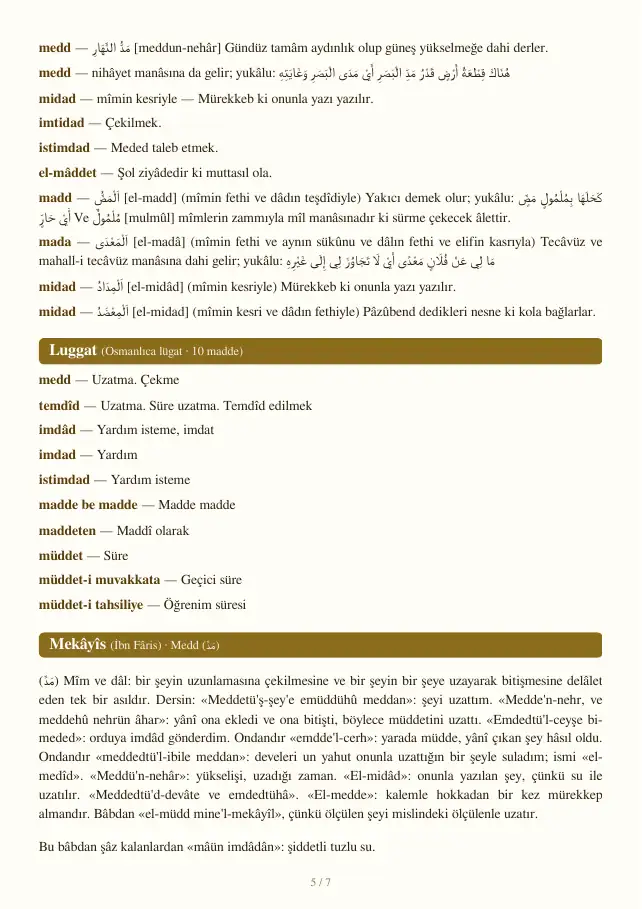 medd — مَدُّ النَّهَارِ [meddun-nehâr] Gündüz tamâm aydınlık olup güneş yükselmeğe dahi derler.
medd — nihâyet manâsına da gelir; yukâlu: هُنَاكَ قِطْعَةُ أَرْضٍ قَدْرُ مَدِّ الْبَصَرِ أَيْ مَدَى الْبَصَرِ وَغَايَتِهِ
midad — mîmin kesriyle — Mürekkeb ki onunla yazı yazılır.
imtidad — Çekilmek.
istimdad — Meded taleb etmek.
el-mâddet — Şol ziyâdedir ki muttasıl ola.
madd — اَلْمَضُّ [el-madd] (mîmin fethi ve dâdın teşdîdiyle) Yakıcı demek olur; yukâlu: كَحَلَهَا بِمُلْمُولٍ مَضٍّ
أَيْ حَارٍّ Ve مُلْمُولٌ [mulmûl] mîmlerin zammıyla mîl manâsınadır ki sürme çekecek âlettir.
mada — اَلْمَعْدَى [el-madâ] (mîmin fethi ve aynın sükûnu ve dâlın fethi ve elifin kasrıyla) Tecâvüz ve
mahall-i tecâvüz manâsına dahi gelir; yukâlu: مَا لِي عَنْ فُلَانٍ مَعْدًى أَيْ لَا تَجَاوُزَ لِي إِلَى غَيْرِهِ
midad — اَلْمِدَادُ [el-midâd] (mîmin kesriyle) Mürekkeb ki onunla yazı yazılır.
midad — اَلْمِعْضَدُ [el-midad] (mîmin kesri ve dâdın fethiyle) Pâzûbend dedikleri nesne ki kola bağlarlar.
Luggat (Osmanlıca lügat · 10 madde)
medd — Uzatma. Çekme
temdîd — Uzatma. Süre uzatma. Temdîd edilmek
imdâd — Yardım isteme, imdat
imdad — Yardım
istimdad — Yardım isteme
madde be madde — Madde madde
maddeten — Maddî olarak
müddet — Süre
müddet-i muvakkata — Geçici süre
müddet-i tahsiliye — Öğrenim süresi
Mekâyîs (İbn Fâris) · Medd (مَدّ)
(مَدّ) Mîm ve dâl: bir şeyin uzunlamasına çekilmesine ve bir şeyin bir şeye uzayarak bitişmesine delâlet
eden tek bir asıldır. Dersin: «Meddetü'ş-şey'e emüddühû meddan»: şeyi uzattım. «Medde'n-nehr, ve
meddehû nehrün âhar»: yânî ona ekledi ve ona bitişti, böylece müddetini uzattı. «Emdedtü'l-ceyşe bi-
meded»: orduya imdâd gönderdim. Ondandır «emdde'l-cerh»: yarada müdde, yânî çıkan şey hâsıl oldu.
Ondandır «meddedtü'l-ibile meddan»: develeri un yahut onunla uzattığın bir şeyle suladım; ismi «el-
medîd». «Meddü'n-nehâr»: yükselişi, uzadığı zaman. «El-midâd»: onunla yazılan şey, çünkü su ile
uzatılır. «Meddedtü'd-devâte ve emdedtühâ». «El-medde»: kalemle hokkadan bir kez mürekkep
almandır. Bâbdan «el-müdd mine'l-mekâyîl», çünkü ölçülen şeyi mislindeki ölçülenle uzatır.
Bu bâbdan şâz kalanlardan «mâün imdâdân»: şiddetli tuzlu su.
5 / 7